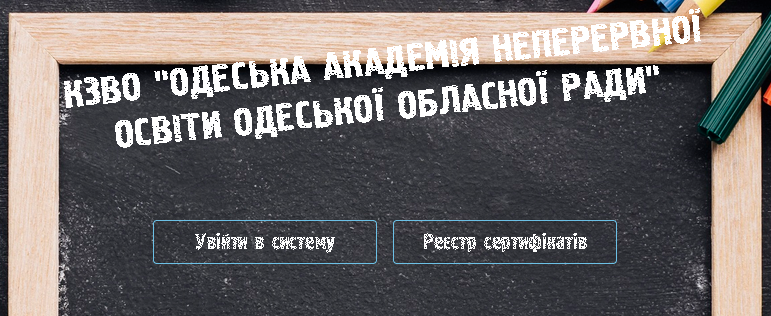 КЗВО "ОДЕСЬКА АКАДЕМІЯ НЕПЕРЕРВНОЇ
ОСВІТИ ОДЕСЬКОЇ ОБЛАСНОЇ РАДИ"
Увійти в систему
Реєстр сертифікатів